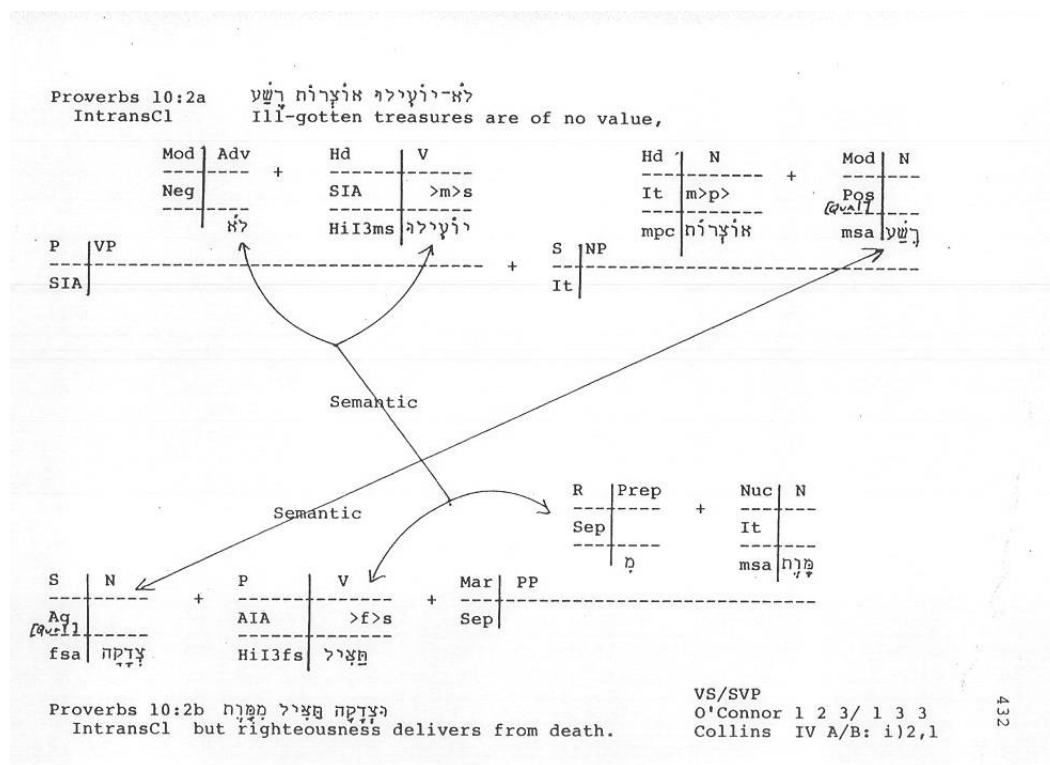 Proverbs 10:2a לֹא־יוֹעִילוּ אוֹצְרוֹת רֶשַׁע
IntransCl Ill-gotten treasures are of no value,
Mod Adv Hd V Hd N Mod N
+ +
Neg SIA >m>s It m>p> Pos
[Qual]
לֹא HiI3ms יוֹעִילוּ mpc אוֹצְרוֹת msa רֶשַׁע
P VP S NP
+
SIA It
Semantic
R Prep Nuc N
Semantic +
Sep It
מִ msa מָּוֶת
S N P V Mar PP
+ +
Ag AIA >f>s Sep
[Qual]
fsa צְדָקָה HiI3fs תַּצִּיל
VS/SVP
Proverbs 10:2b וּצְדָקָה תַּצִּיל מִמָּוֶת O'Connor 1 2 3/ 1 3 3
IntransCl but righteousness delivers from death. Collins IV A/B: i)2,1
432